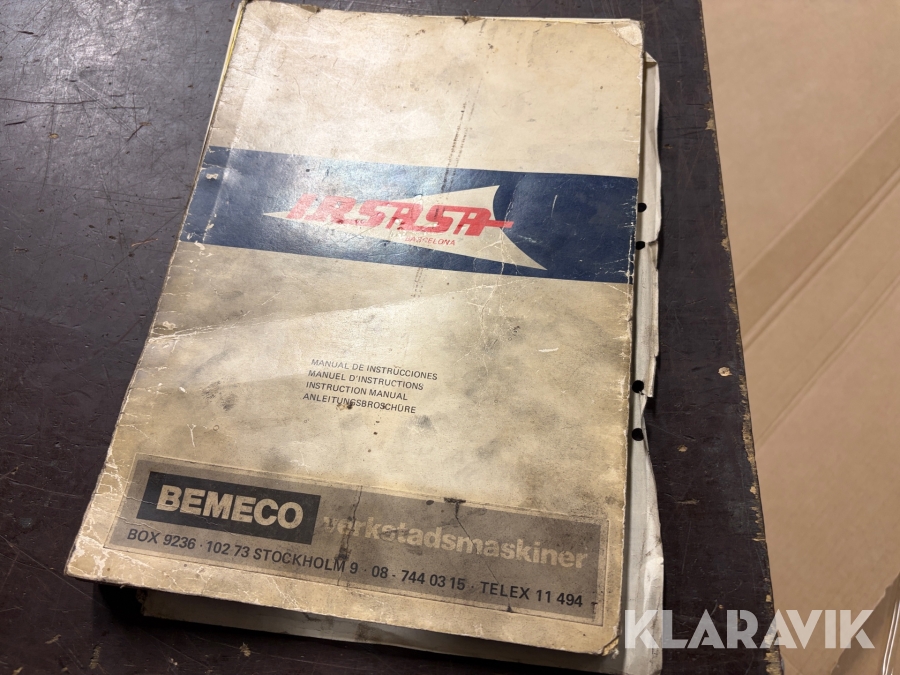 IRSASA
BARCELONA
MANUAL DE INSTRUCCIONES
MANUEL D'INSTRUCTIONS
INSTRUCTION MANUAL
ANLEITUNGSBROSCHÜRE
BEMECO verkstadsmaskiner
BOX 9236 · 102 73 STOCKHOLM 9 · 08 - 744 03 15 · TELEX 11 494
KLARAVIK